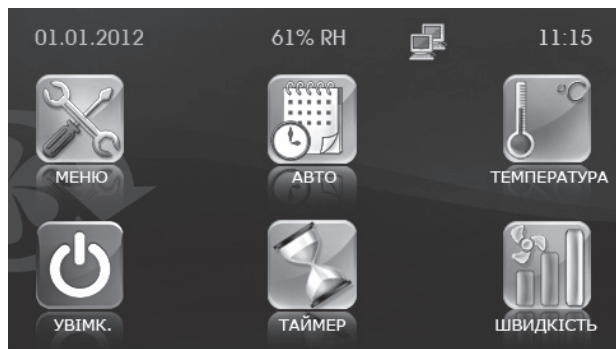 01.01.2012 61% RH 11:15
°C
МЕНЮ АВТО ТЕМПЕРАТУРА
УВІМК. ТАЙМЕР ШВИДКІСТЬ